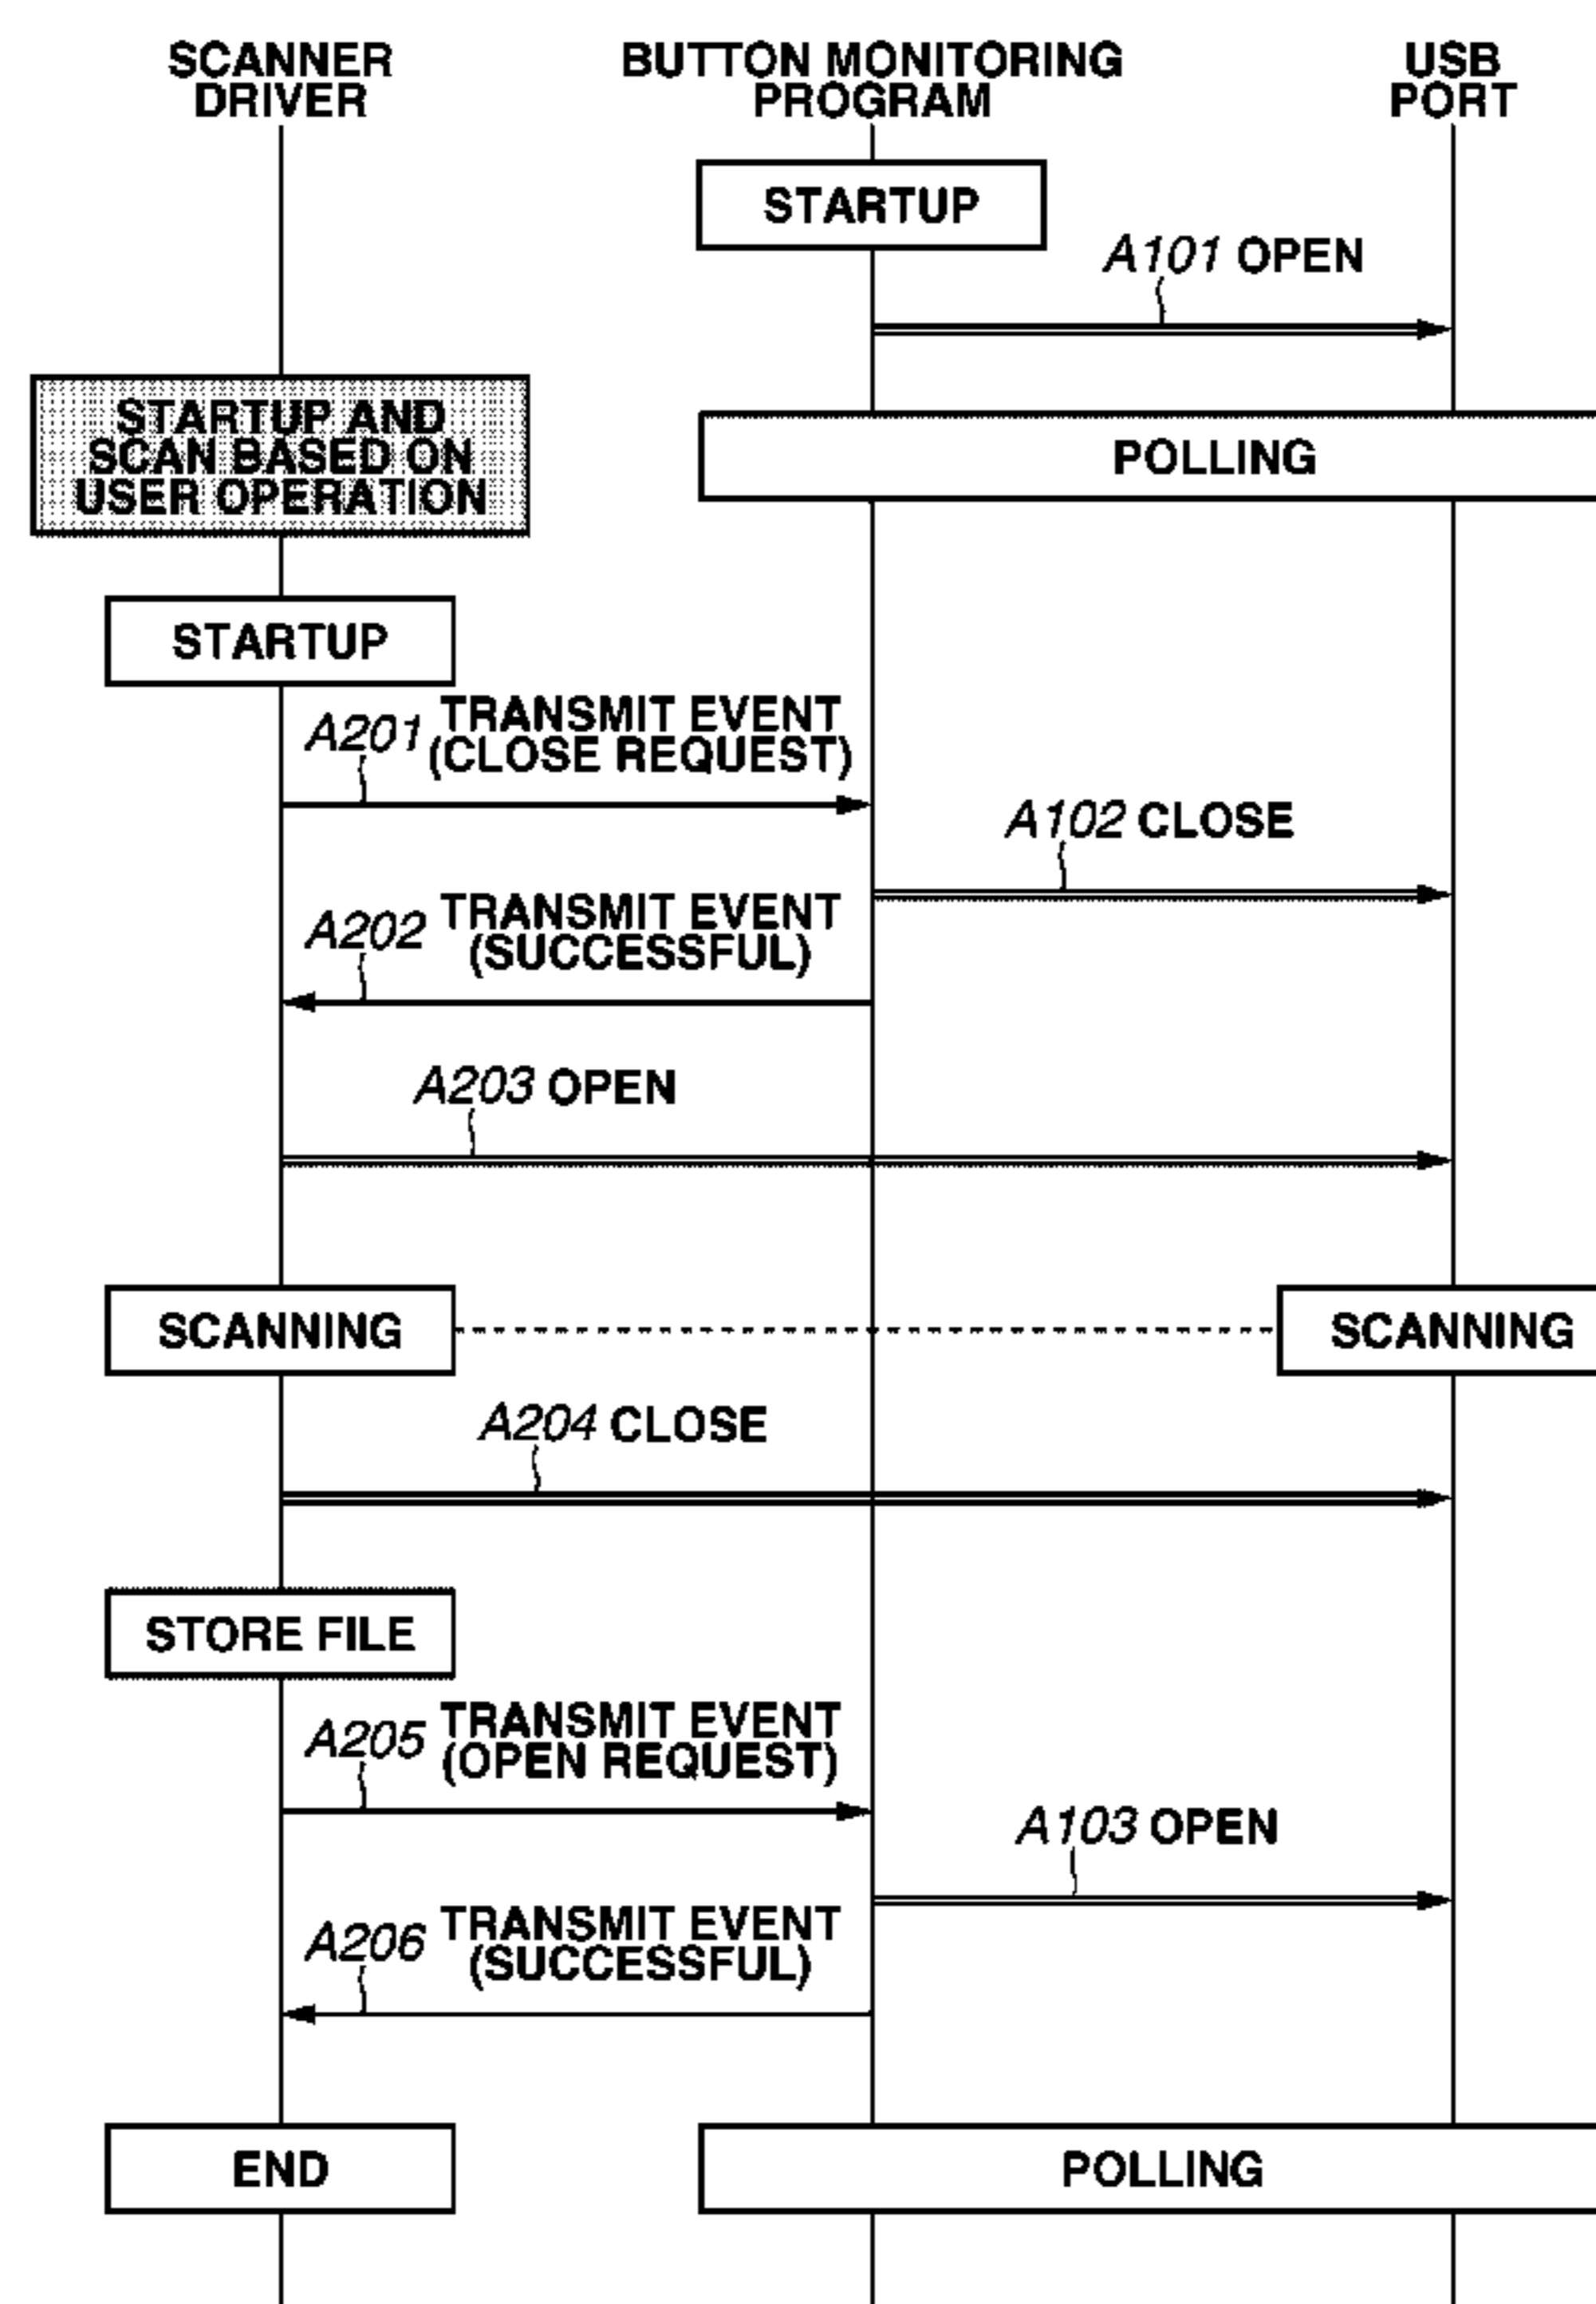 SCANNER
DRIVER
BUTTON MONITORING
PROGRAM
USB
PORT
STARTUP
A101 OPEN
STARTUP AND
SCAN BASED ON
USER OPERATION
POLLING
STARTUP
A201 TRANSMIT EVENT
(CLOSE REQUEST)
A102 CLOSE
A202 TRANSMIT EVENT
(SUCCESSFUL)
A203 OPEN
SCANNING
SCANNING
A204 CLOSE
STORE FILE
A205 TRANSMIT EVENT
(OPEN REQUEST)
A103 OPEN
A206 TRANSMIT EVENT
(SUCCESSFUL)
END
POLLING